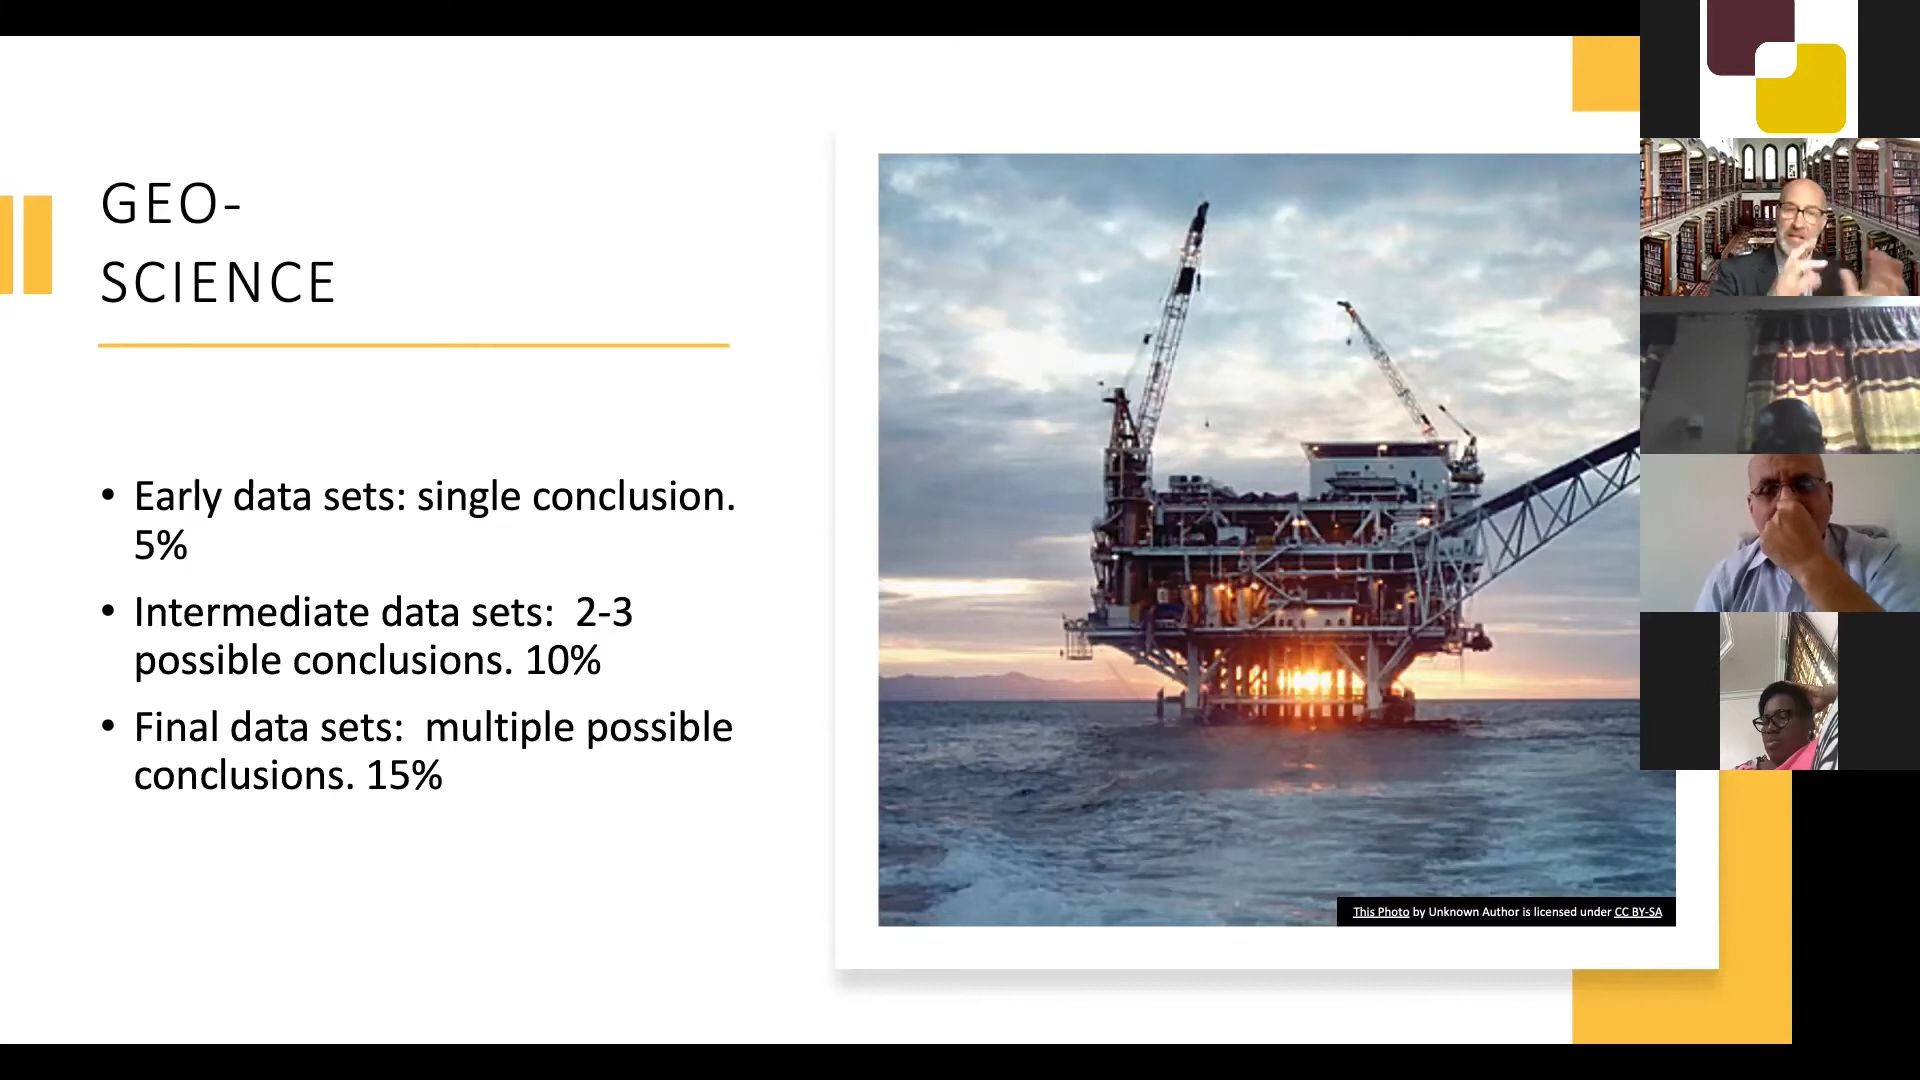 GEO-
SCIENCE
• Early data sets: single conclusion.
5%
• Intermediate data sets:  2-3
possible conclusions. 10%
• Final data sets:  multiple possible
conclusions. 15%
This Photo by Unknown Author is licensed under CC BY-SA